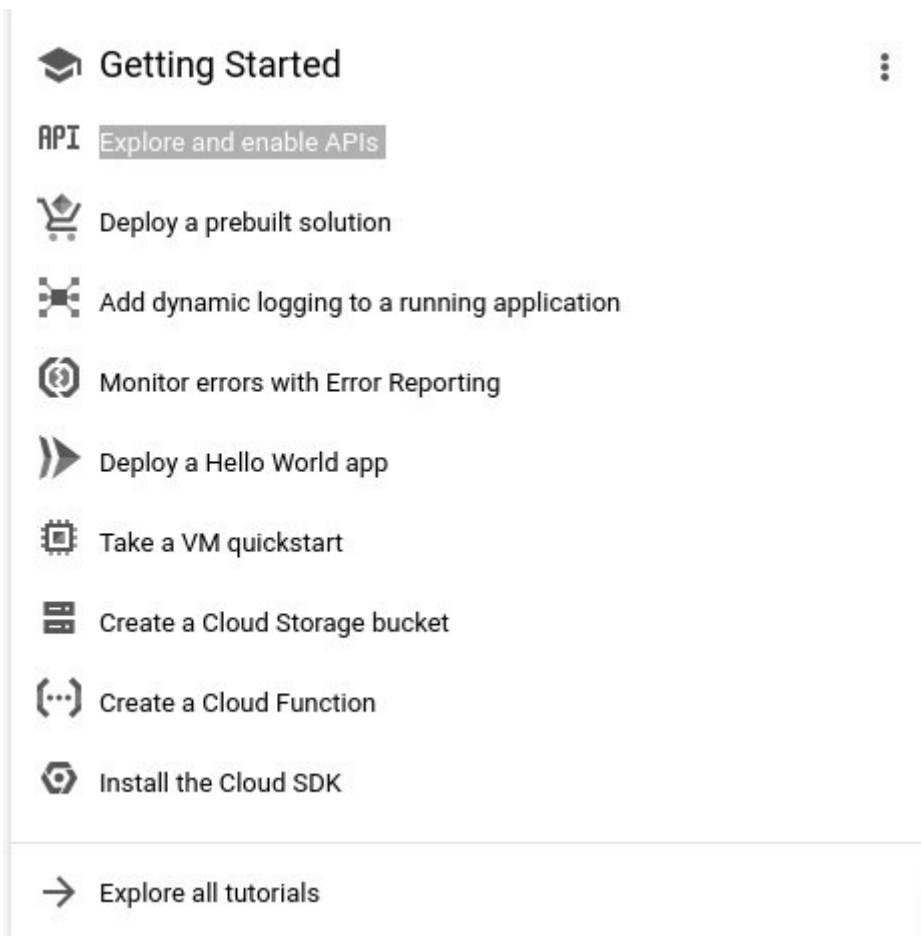 Getting Started
API Explore and enable APIs
Deploy a prebuilt solution
Add dynamic logging to a running application
Monitor errors with Error Reporting
Deploy a Hello World app
Take a VM quickstart
Create a Cloud Storage bucket
Create a Cloud Function
Install the Cloud SDK
Explore all tutorials